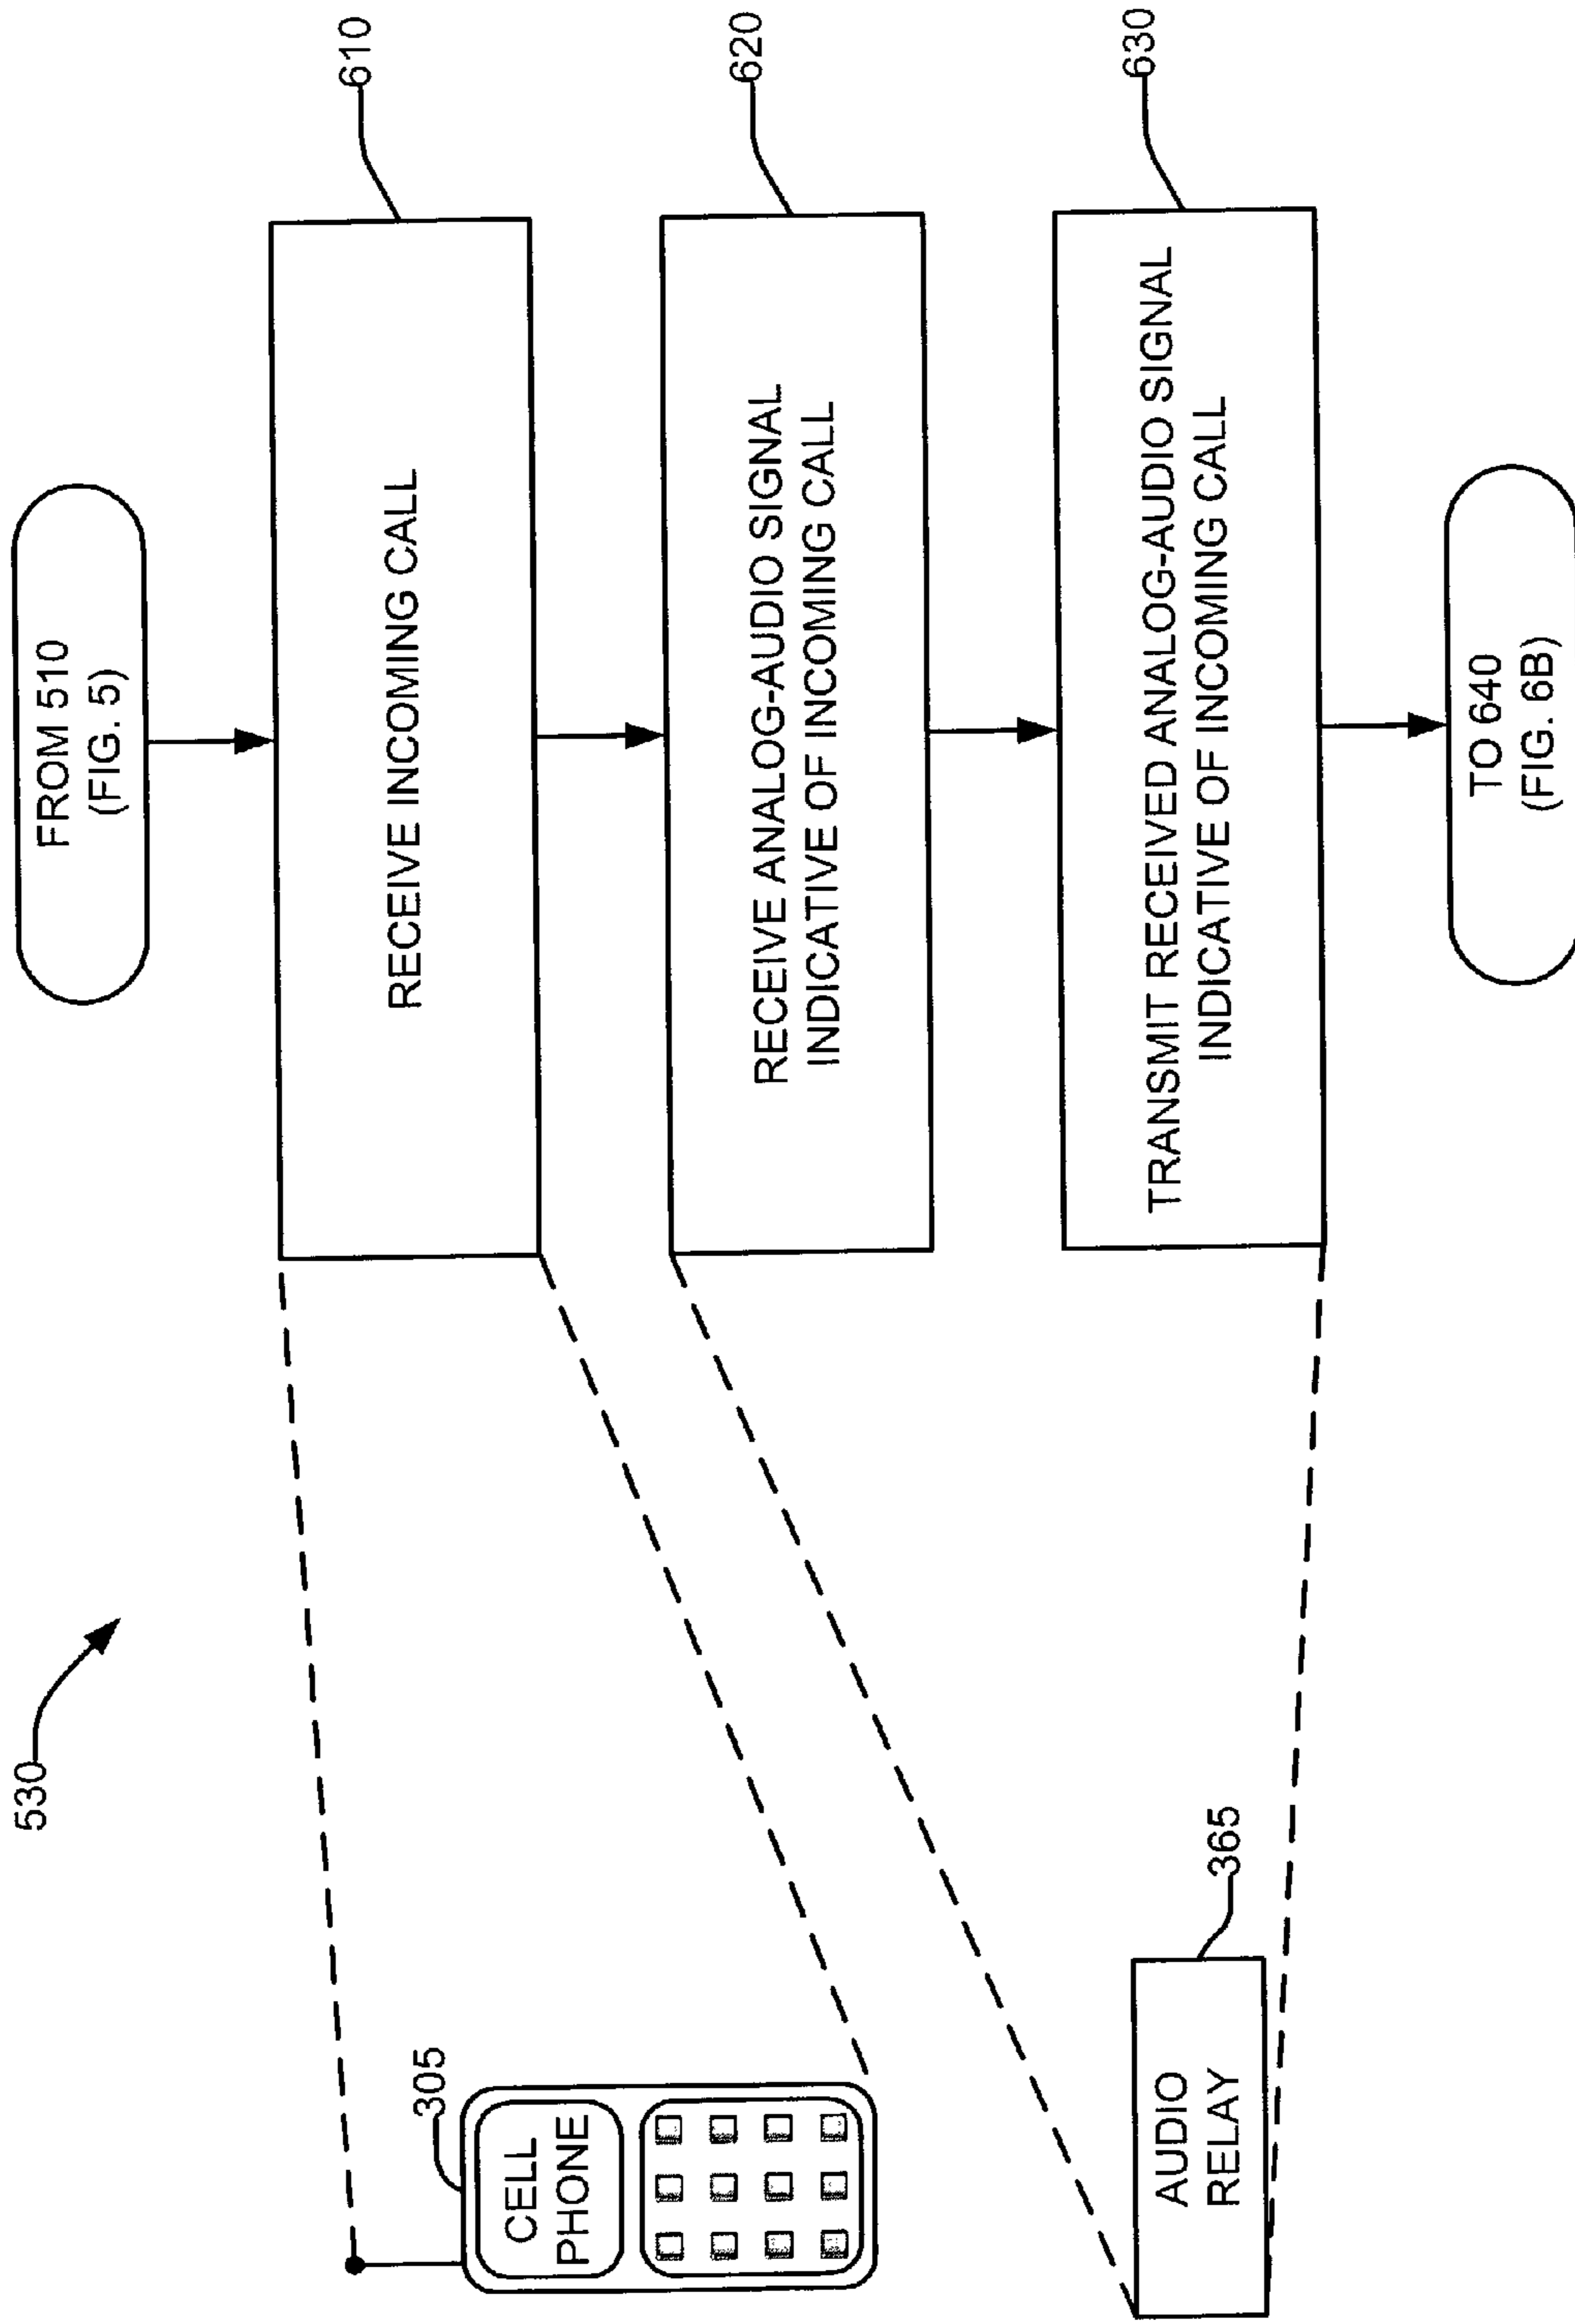 530
FROM 510
(FIG. 5)
610
RECEIVE INCOMING CALL
305
CELL
PHONE
620
RECEIVE ANALOG-AUDIO SIGNAL
INDICATIVE OF INCOMING CALL
630
TRANSMIT RECEIVED ANALOG-AUDIO SIGNAL
INDICATIVE OF INCOMING CALL
365
AUDIO
RELAY
TO 640
(FIG. 6B)